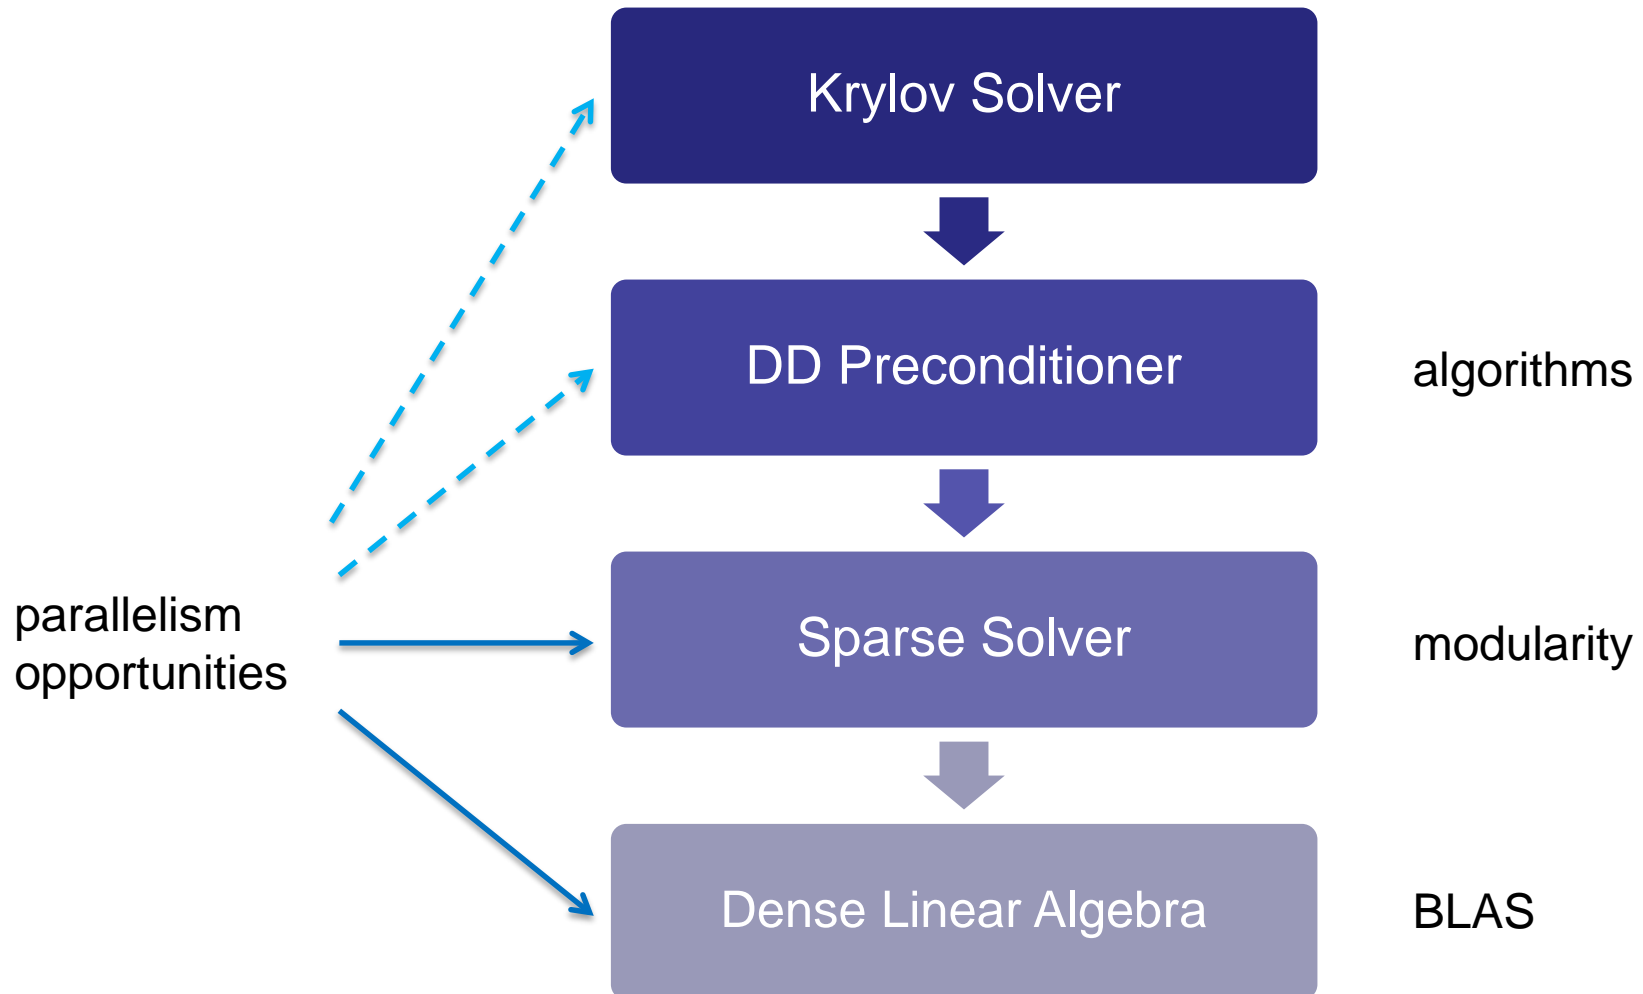 Krylov Solver
DD Preconditioner
algorithms
parallelism
opportunities
Sparse Solver
modularity
Dense Linear Algebra
BLAS